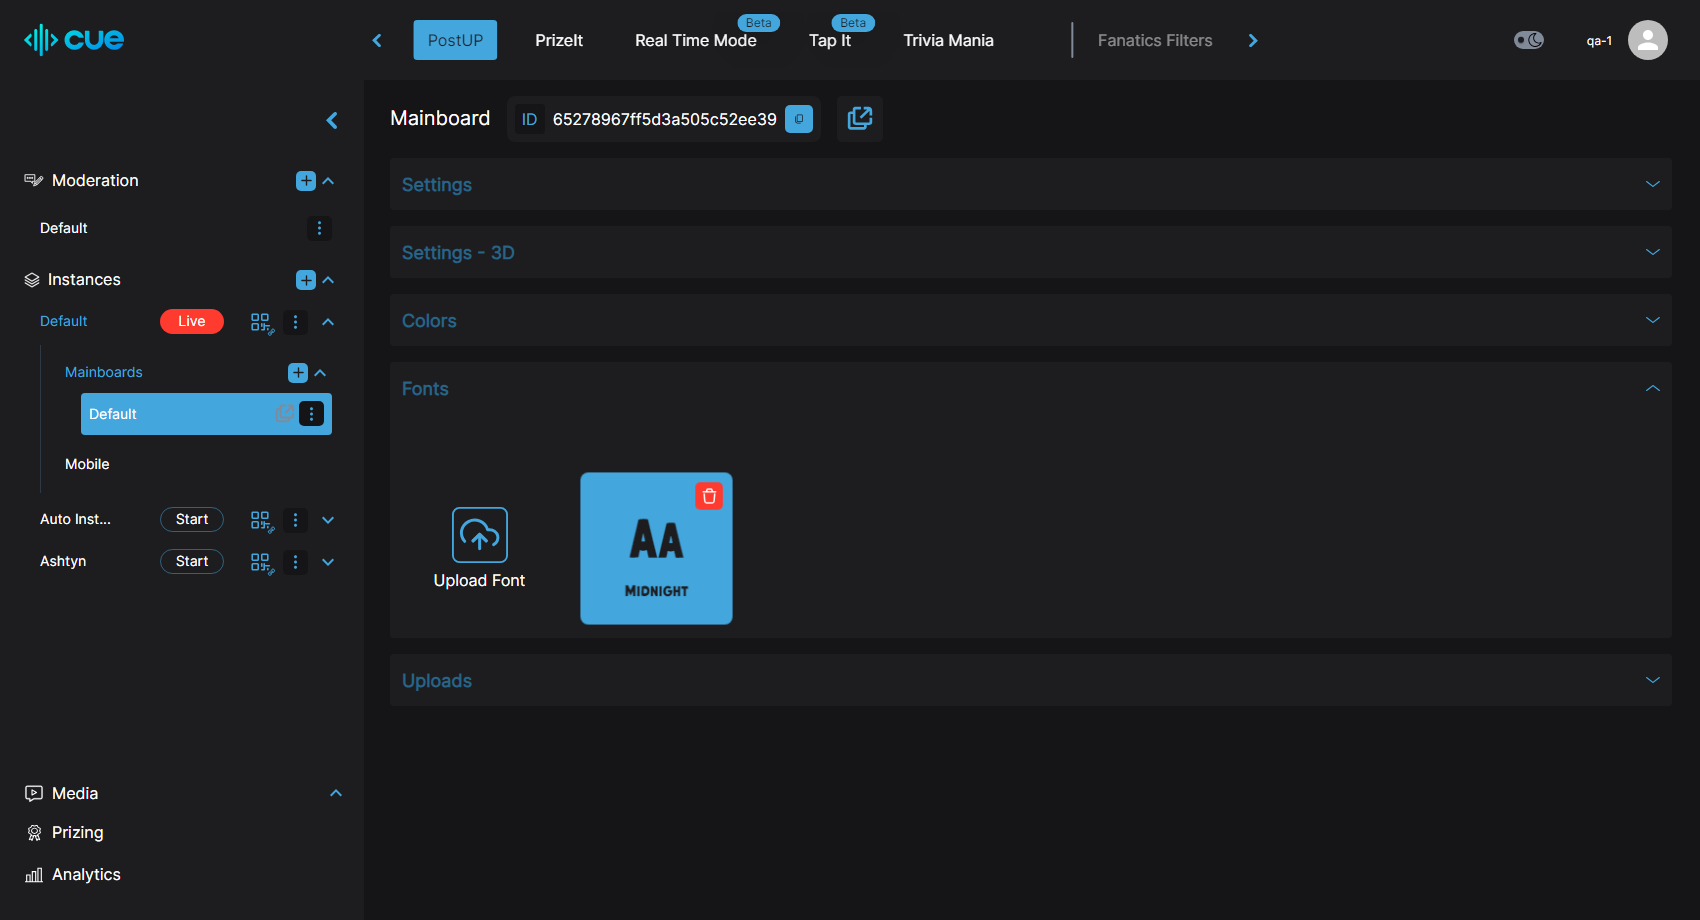 cue
PostUP
PrizeIt
Real Time Mode
Beta
Tap It
Beta
Trivia Mania
Fanatics Filters
qa-1
Moderation
Default
Instances
Default
Live
Mainboards
Default
Mobile
Auto Inst...
Start
Ashtyn
Start
Media
Prizing
Analytics
Mainboard
ID 65278967ff5d3a505c52ee39
Settings
Settings - 3D
Colors
Fonts
Upload Font
AA
MIDNIGHT
Uploads